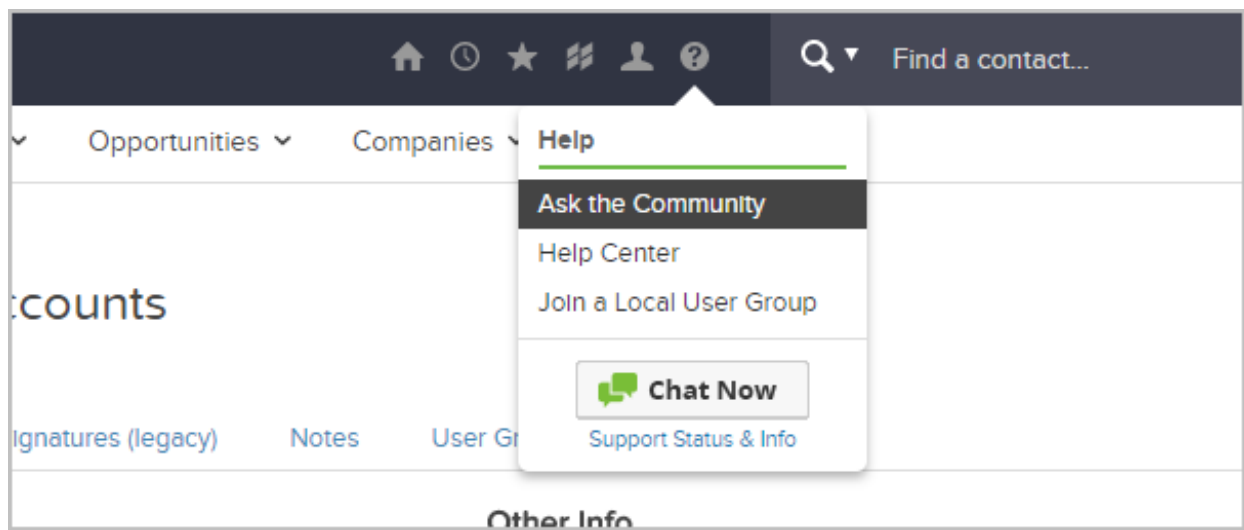 Find a contact...
Opportunities
Companies
Help
Ask the Community
Help Center
Join a Local User Group
ccounts
Chat Now
ignatures (legacy)
Notes
User Gr
Support Status & Info
Other Info